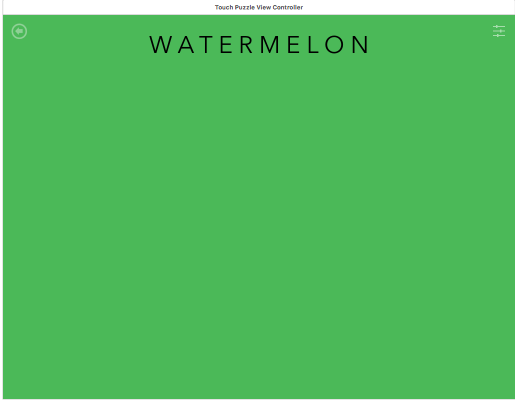 Touch Puzzle View Controller
WATERMELON